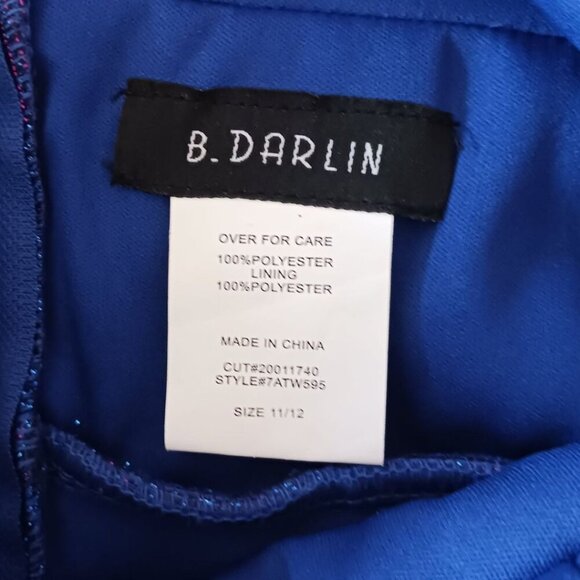 B. DARLIN
OVER FOR CARE
100%POLYESTER
LINING
100%POLYESTER
MADE IN CHINA
CUT#20011740
STYLE#7ATW595
SIZE 11/12